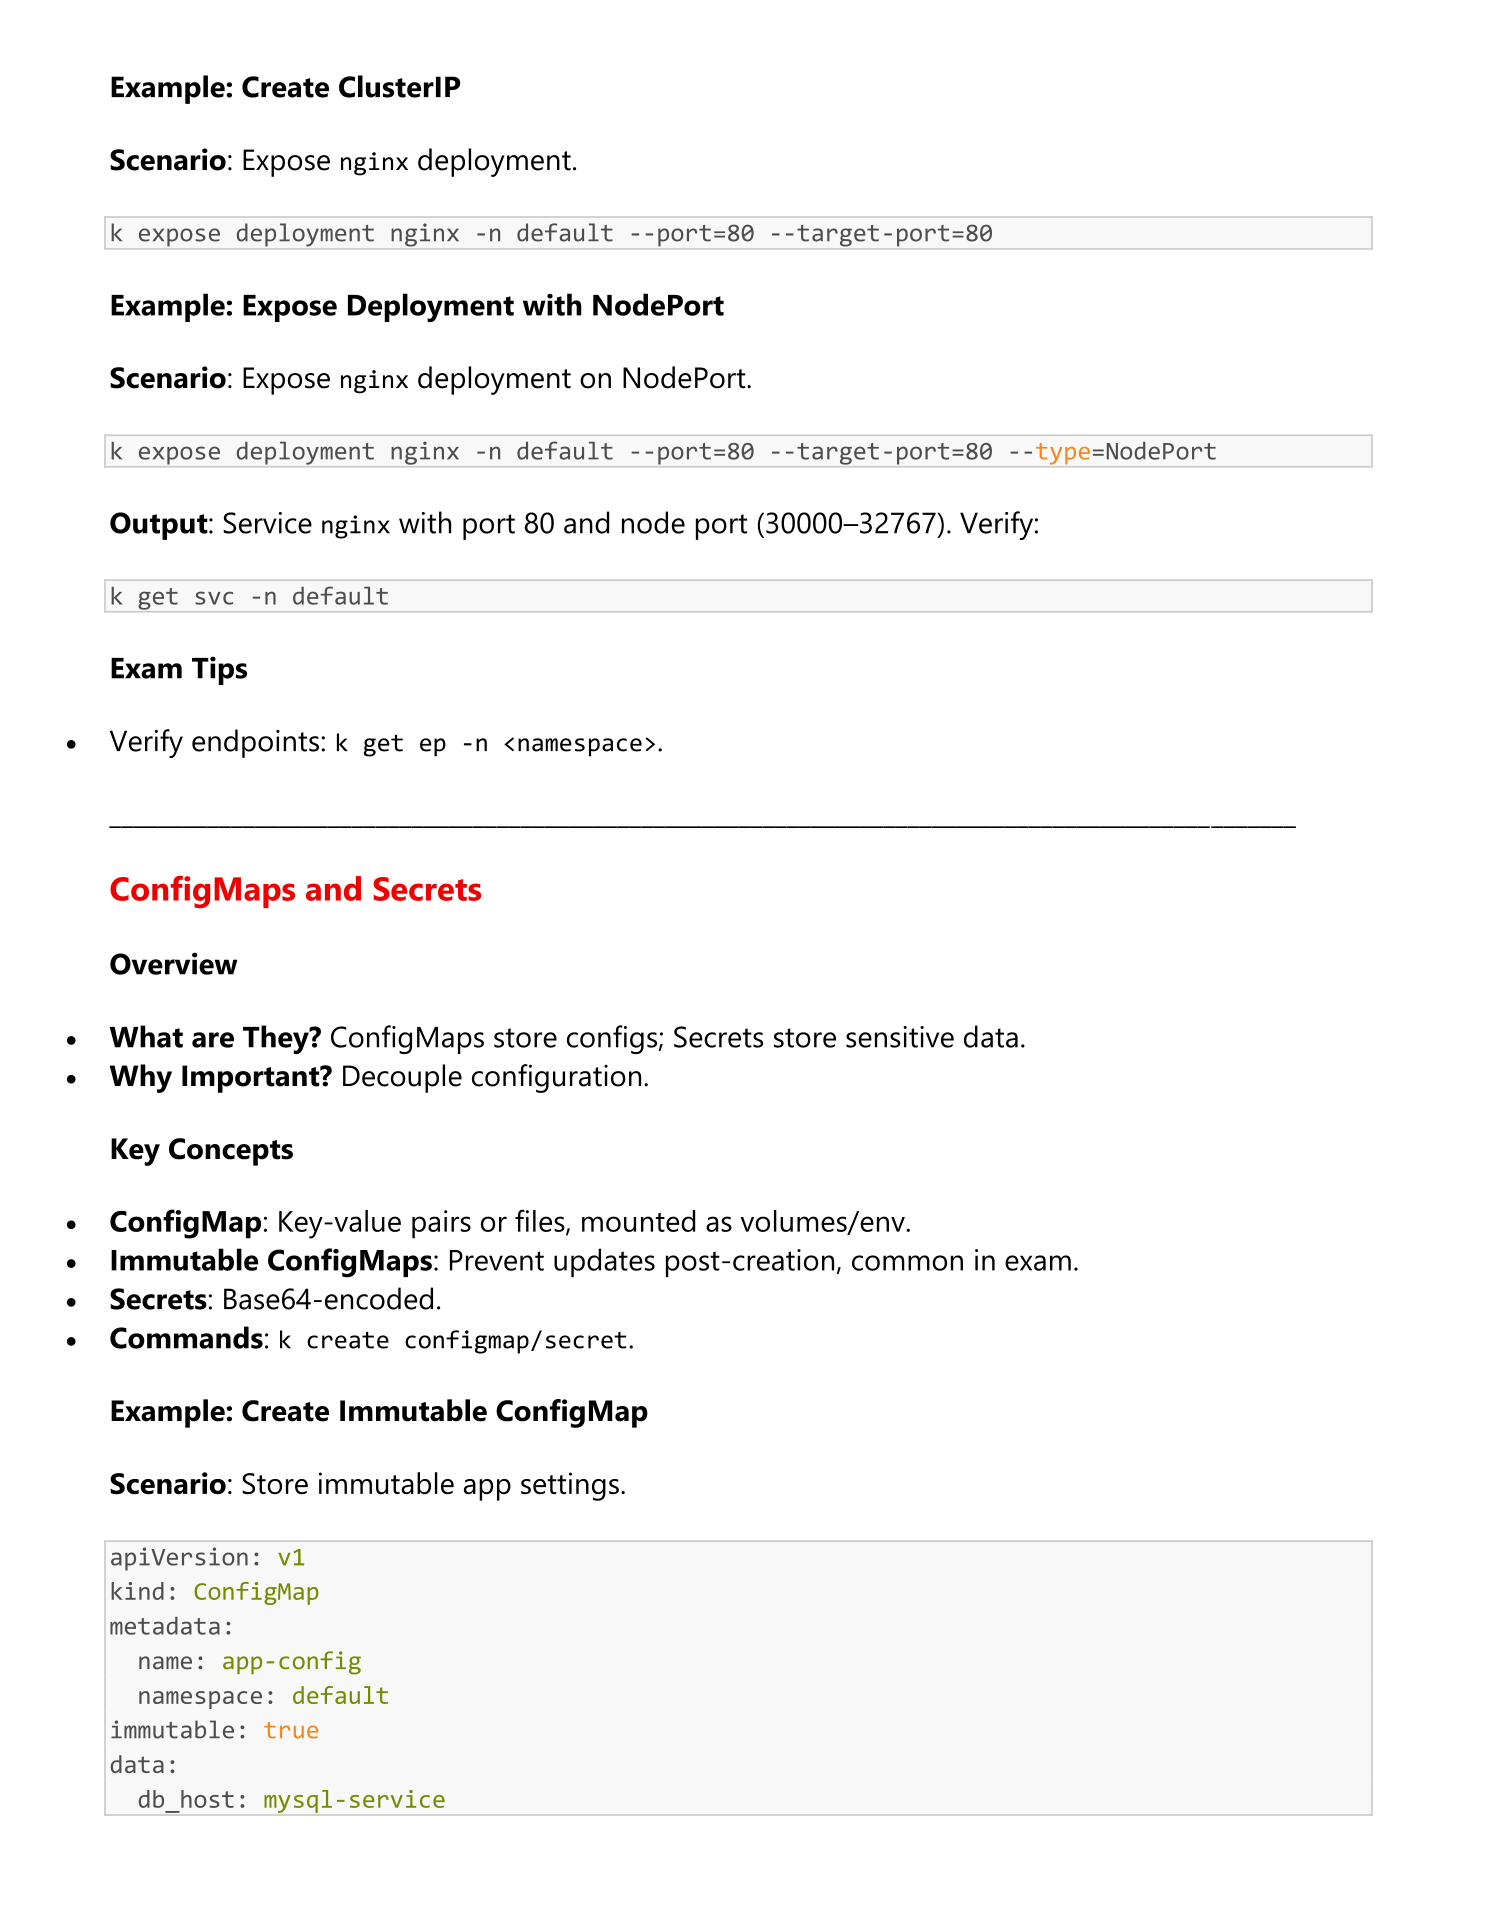 Example: Create ClusterIP
Scenario: Expose nginx deployment.
k expose deployment nginx -n default --port=80 --target-port=80
Example: Expose Deployment with NodePort
Scenario: Expose nginx deployment on NodePort.
k expose deployment nginx -n default --port=80 --target-port=80 --type=NodePort
Output: Service nginx with port 80 and node port (30000–32767). Verify:
k get svc -n default
Exam Tips
• Verify endpoints: k get ep -n <namespace>.
ConfigMaps and Secrets
Overview
• What are They? ConfigMaps store configs; Secrets store sensitive data.
• Why Important? Decouple configuration.
Key Concepts
• ConfigMap: Key-value pairs or files, mounted as volumes/env.
• Immutable ConfigMaps: Prevent updates post-creation, common in exam.
• Secrets: Base64-encoded.
• Commands: k create configmap/secret.
Example: Create Immutable ConfigMap
Scenario: Store immutable app settings.
apiVersion: v1
kind: ConfigMap
metadata:
  name: app-config
  namespace: default
immutable: true
data:
  db_host: mysql-service